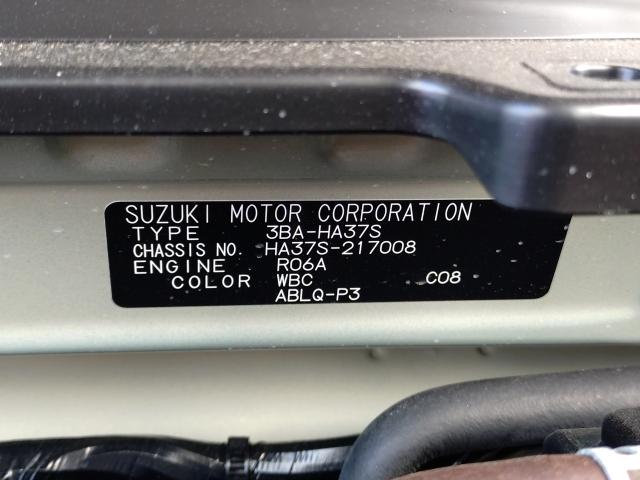 SUZUKI MOTOR CORPORATION
TYPE 3BA-HA37S
CHASSIS NO. HA37S-217008
ENGINE R06A
COLOR WBC C08
ABLQ-P3